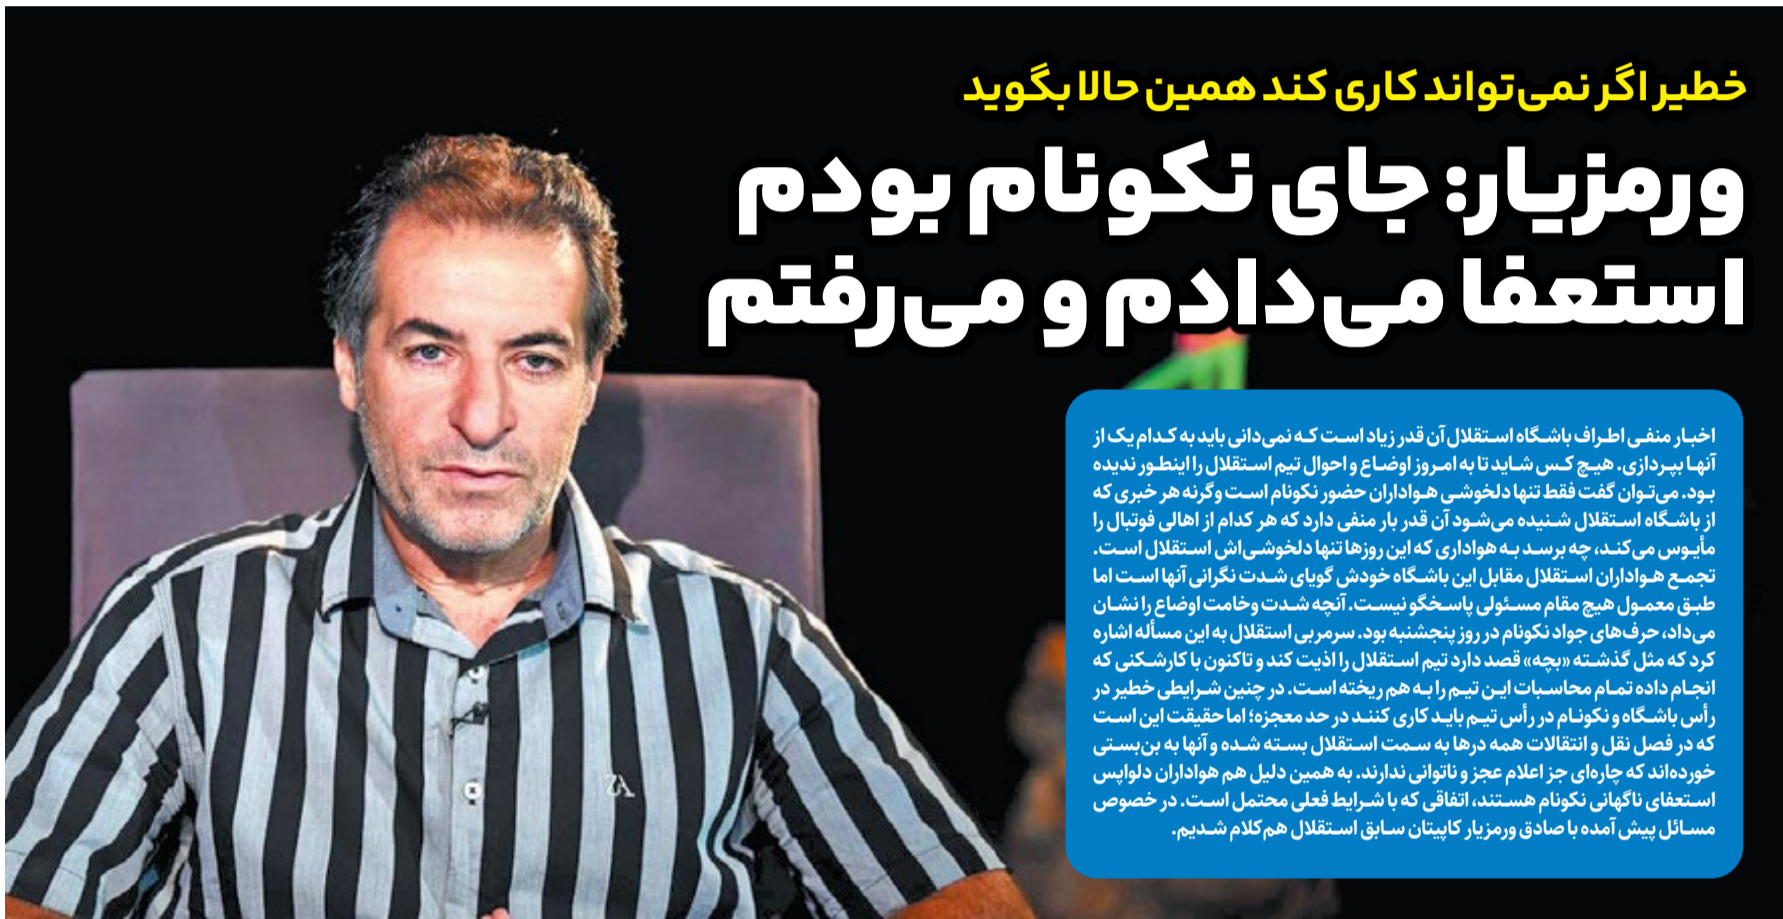 خطیر اگر نمی‌تواند کاری کند همین حالا بگوید
ورمزیار: جای نکونام بودم
استعفا می‌دادم و می‌رفتم
اخبار منفی اطراف باشگاه استقلال آن قدر زیاد است که نمی‌دانی باید به کدام یک از
آنها بپردازی. هیچ کس شاید تا به امروز اوضاع و احوال تیم استقلال را اینطور ندیده
بود. می‌توان گفت فقط تنها دلخوشی هواداران حضور نکونام است وگرنه هر خبری که
از باشگاه استقلال شنیده می‌شود آن قدر بار منفی دارد که هر کدام از اهالی فوتبال را
مأیوس می‌کند، چه برسد به هواداری که این روزها تنها دلخوشی‌اش استقلال است.
تجمع هواداران استقلال مقابل این باشگاه خودش گویای شدت نگرانی آنها است اما
طبق معمول هیچ مقام مسئولی پاسخگو نیست. آنچه شدت وخامت اوضاع را نشان
می‌داد، حرف‌های جواد نکونام در روز پنجشنبه بود. سرمربی استقلال به این مسأله اشاره
کرد که مثل گذشته «بچه» قصد دارد تیم استقلال را اذیت کند و تاکنون با کارشکنی که
انجام داده تمام محاسبات این تیم را به هم ریخته است. در چنین شرایطی خطیر در
رأس باشگاه و نکونام در رأس تیم باید کاری کنند در حد معجزه؛ اما حقیقت این است
که در فصل نقل و انتقالات همه درها به سمت استقلال بسته شده و آنها به بن‌بستی
خورده‌اند که چاره‌ای جز اعلام عجز و ناتوانی ندارند. به همین دلیل هم هواداران دلواپس
استعفای ناگهانی نکونام هستند، اتفاقی که با شرایط فعلی محتمل است. در خصوص
مسائل پیش آمده با صادق ورمزیار کاپیتان سابق استقلال هم‌کلام شدیم.